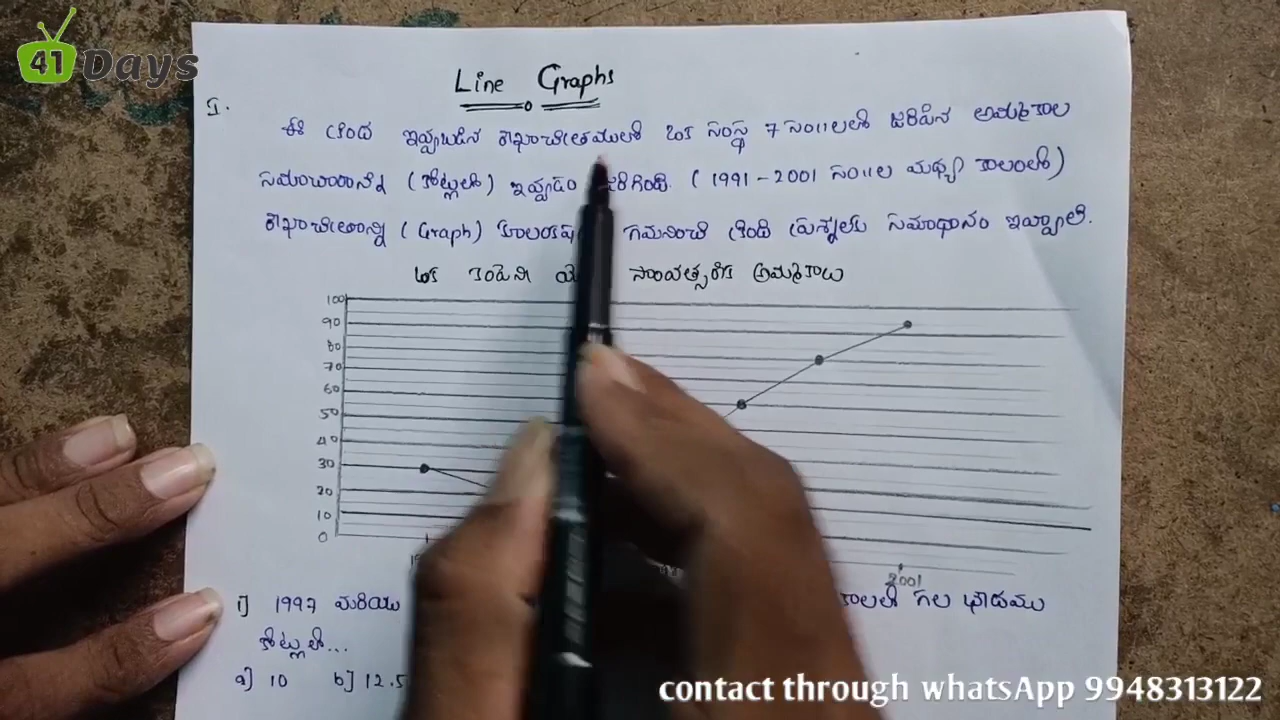 41 Days
Line Graphs
I.
ఈ క్రింద ఇవ్వబడిన రేఖాచిత్రములో ఒక సంస్థ 7 సం॥లలో జరిపిన అమ్మకాల
సమాచారాన్ని (కోట్లలో) ఇవ్వడం జరిగింది. (1991 - 2001 సం॥ల మధ్య కాలంలో)
రేఖాచిత్రాన్ని (Graph) గమనించి క్రింది ప్రశ్నలకు సమాధానం ఇవ్వాలి.
ఒక కంపెనీ సాంవత్సరిక అమ్మకాలు
100
90
80
70
60
50
40
30
20
10
0
2001
1) 1997 మరియు కాలంలో గల భేదము
కోట్లలో...
a) 10 b) 12.5
contact through whatsApp 9948313122